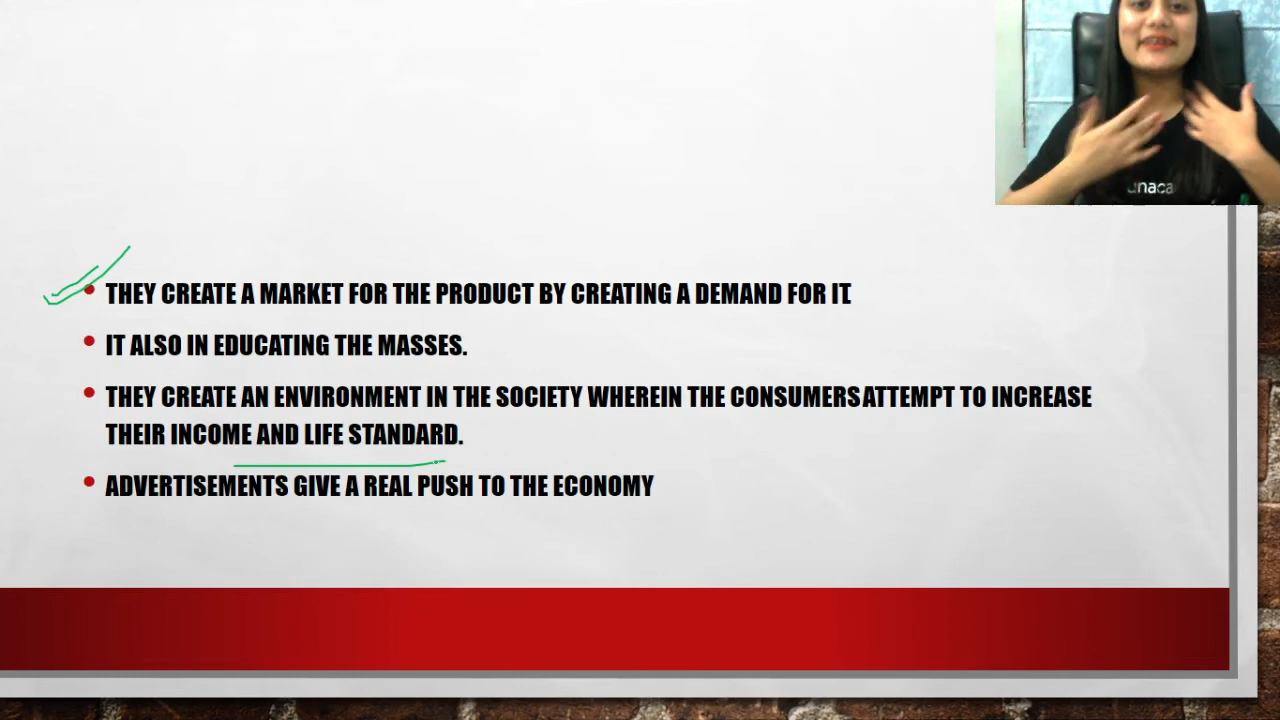 THEY CREATE A MARKET FOR THE PRODUCT BY CREATING A DEMAND FOR IT.
IT ALSO IN EDUCATING THE MASSES.
THEY CREATE AN ENVIRONMENT IN THE SOCIETY WHEREIN THE CONSUMERS ATTEMPT TO INCREASE
THEIR INCOME AND LIFE STANDARD.
ADVERTISEMENTS GIVE A REAL PUSH TO THE ECONOMY